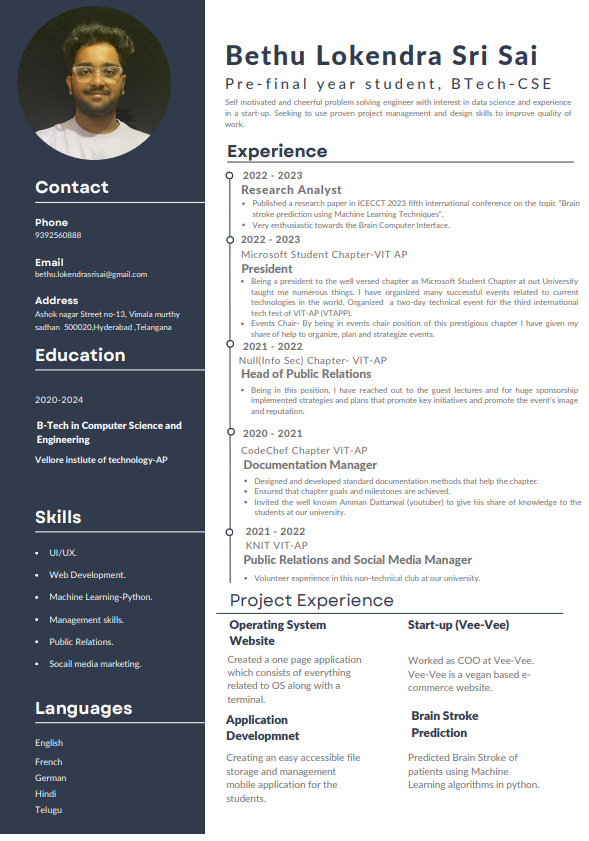 Bethu Lokendra Sri Sai
Pre-final year student, BTech-CSE
Self motivated and cheerful problem solving engineer with interest in data science and experience
in a start-up. Seeking to use proven project management and design skills to improve quality of
work.
Contact
Phone
9392560888
Email
bethu.lokendrasrisai@gmail.com
Address
Ashok nagar Street no-13, Vimala murthy
sadhan 500020,Hyderabad ,Telangana
Education
2020-2024
B-Tech in Computer Science and
Engineering
Vellore instiute of technology-AP
Skills
• UI/UX.
• Web Development.
• Machine Learning-Python.
• Management skills.
• Public Relations.
• Socail media marketing.
Languages
English
French
German
Hindi
Telugu
Experience
2022 - 2023
Research Analyst
• Published a research paper in ICECCT 2023 fifth international conference on the topic "Brain
stroke prediction using Machine Learning Techniques".
• Very enthusiastic towards the Brain Computer Interface.
2022 - 2023
Microsoft Student Chapter-VIT AP
President
• Being a president to the well versed chapter as Microsoft Student Chapter at out University
taught me numerous things. I have organized many successful events related to current
technologies in the world. Organized a two-day technical event for the third international
tech fest of VIT-AP (VTAPP).
• Events Chair- By being in events chair position of this prestigious chapter I have given my
share of help to organize, plan and strategize events.
2021 - 2022
Null(Info Sec) Chapter- VIT-AP
Head of Public Relations
• Being in this position, I have reached out to the guest lectures and for huge sponsorship
implemented strategies and plans that promote key initiatives and promote the event's image
and reputation.
2020 - 2021
CodeChef Chapter VIT-AP
Documentation Manager
• Designed and developed standard documentation methods that help the chapter.
• Ensured that chapter goals and milestones are achieved.
• Invited the well known Amman Dattarwal (youtuber) to give his share of knowledge to the
students at our university.
2021 - 2022
KNIT VIT-AP
Public Relations and Social Media Manager
• Volunteer experience in this non-technical club at our university.
Project Experience
Operating System
Website
Created a one page application
which consists of everything
related to OS along with a
terminal.
Start-up (Vee-Vee)
Worked as COO at Vee-Vee.
Vee-Vee is a vegan based e-
commerce website.
Application
Developmnet
Creating an easy accessible file
storage and management
mobile application for the
students.
Brain Stroke
Prediction
Predicted Brain Stroke of
patients using Machine
Learning algorithms in python.